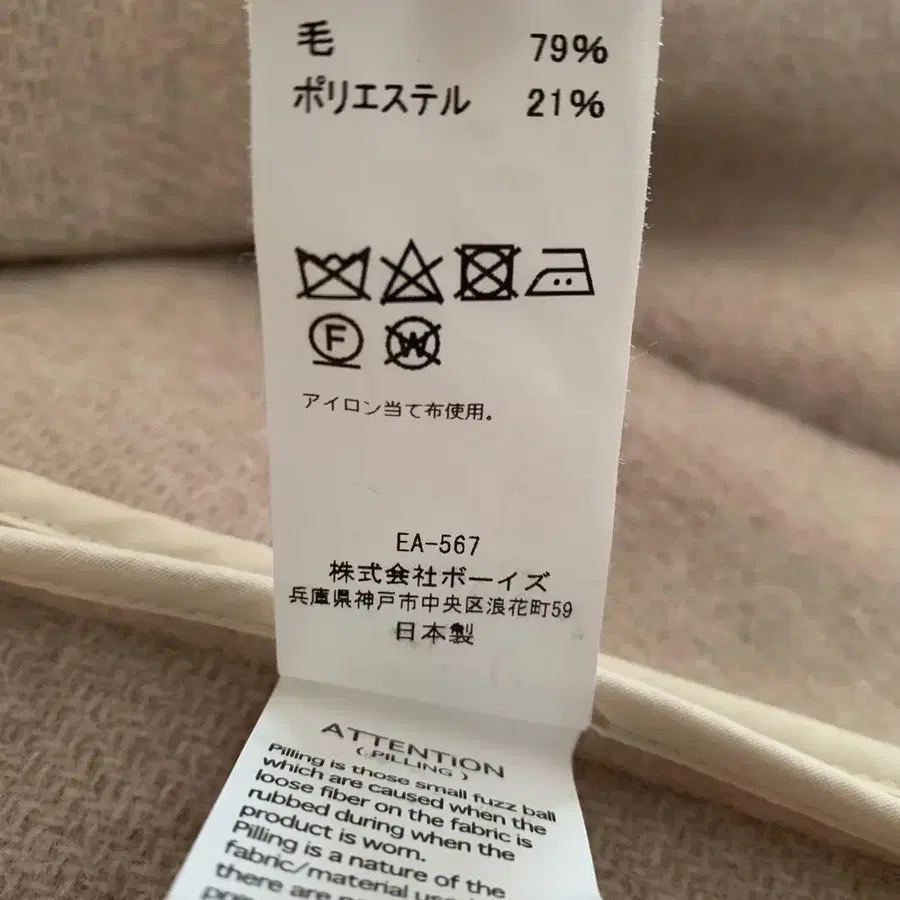 毛 79%
ポリエステル 21%
F
W
アイロン当て布使用。
EA-567
株式会社ボーイズ
兵庫県神戸市中央区浪花町59
日本製
ATTENTION
(PILLING)
Pilling is those small fuzz ball
which are caused when the
loose fiber on the fabric is
rubbed during when the
product is worn.
Pilling is a nature of the
fabric/material use
there are